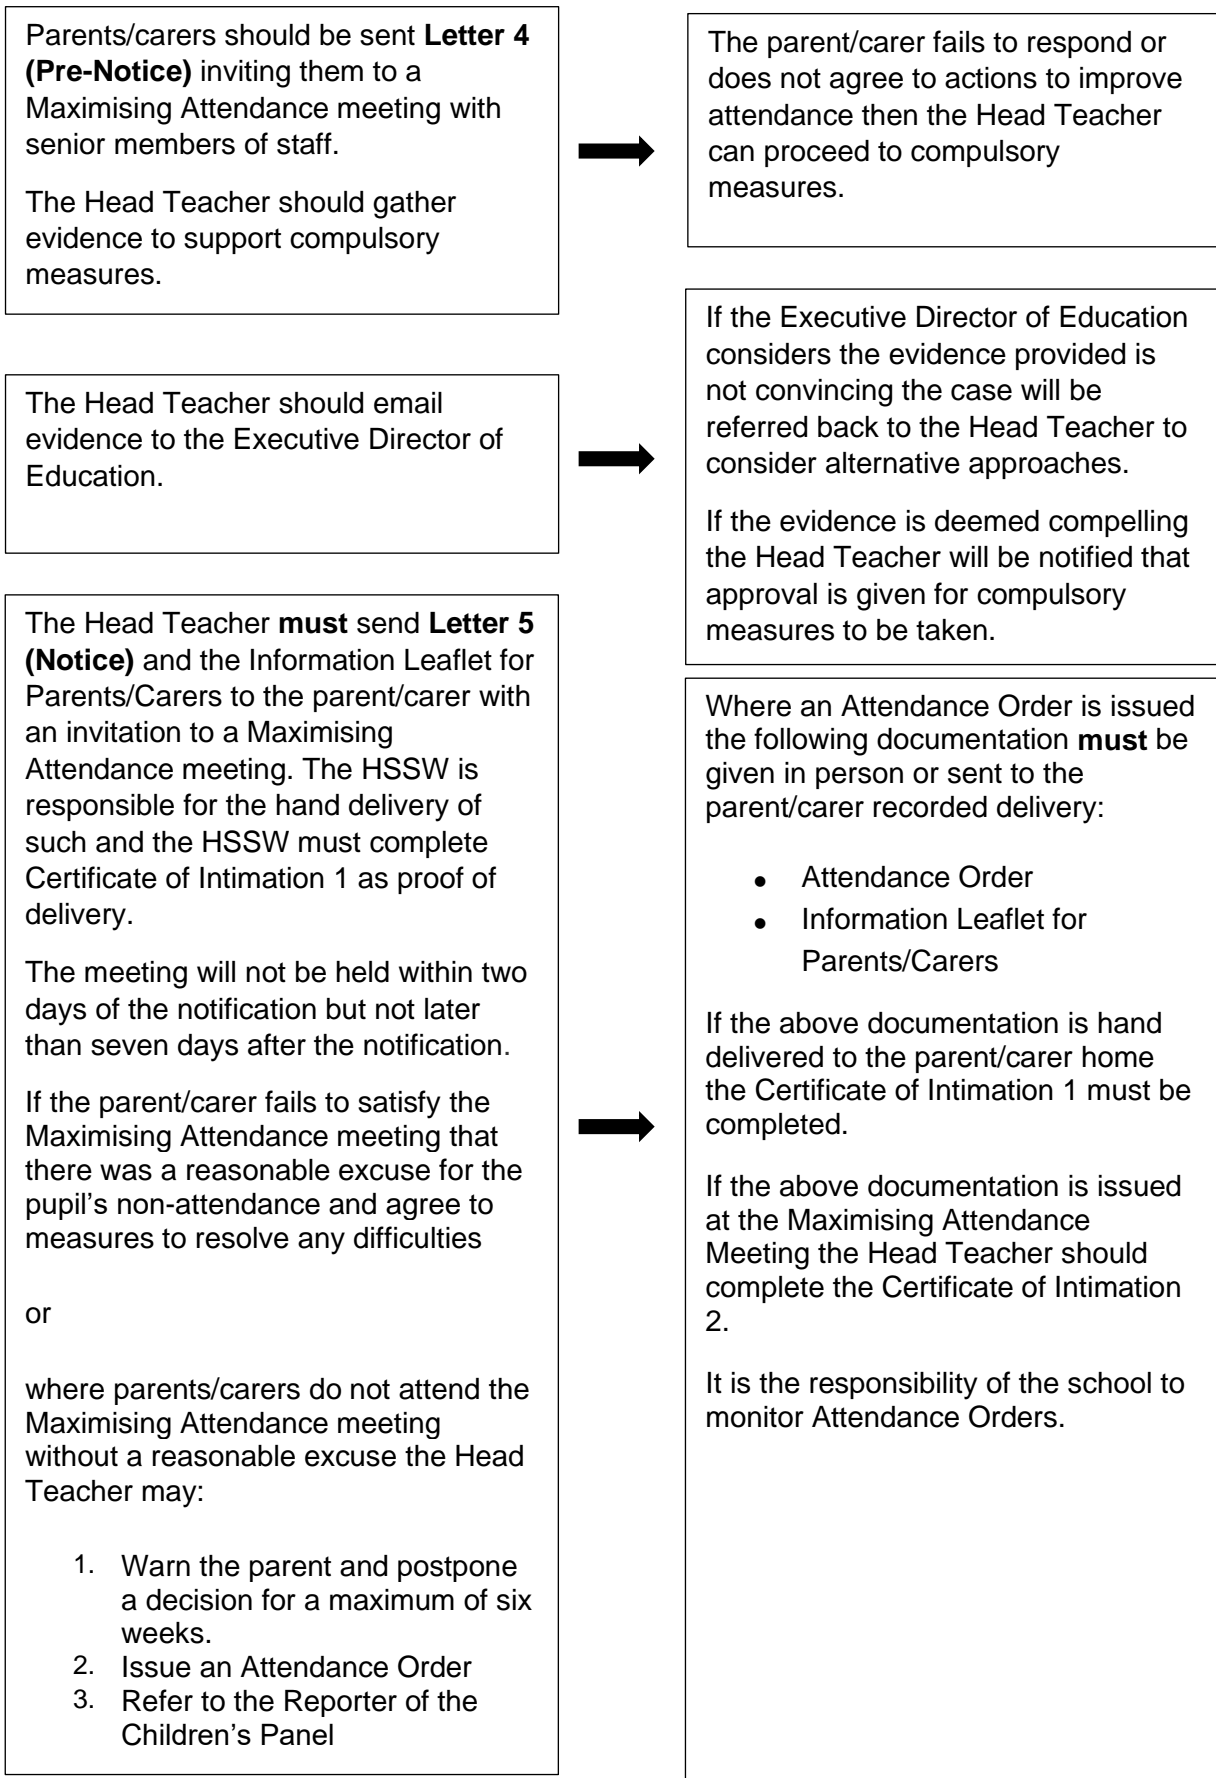 Parents/carers should be sent Letter 4
(Pre-Notice) inviting them to a
Maximising Attendance meeting with
senior members of staff.
The Head Teacher should gather
evidence to support compulsory
measures.
The parent/carer fails to respond or
does not agree to actions to improve
attendance then the Head Teacher
can proceed to compulsory
measures.
The Head Teacher should email
evidence to the Executive Director of
Education.
If the Executive Director of Education
considers the evidence provided is
not convincing the case will be
referred back to the Head Teacher to
consider alternative approaches.
If the evidence is deemed compelling
the Head Teacher will be notified that
approval is given for compulsory
measures to be taken.
The Head Teacher must send Letter 5
(Notice) and the Information Leaflet for
Parents/Carers to the parent/carer with
an invitation to a Maximising
Attendance meeting. The HSSW is
responsible for the hand delivery of
such and the HSSW must complete
Certificate of Intimation 1 as proof of
delivery.
The meeting will not be held within two
days of the notification but not later
than seven days after the notification.
If the parent/carer fails to satisfy the
Maximising Attendance meeting that
there was a reasonable excuse for the
pupil’s non-attendance and agree to
measures to resolve any difficulties
or
where parents/carers do not attend the
Maximising Attendance meeting
without a reasonable excuse the Head
Teacher may:
1. Warn the parent and postpone
a decision for a maximum of six
weeks.
2. Issue an Attendance Order
3. Refer to the Reporter of the
Children’s Panel
Where an Attendance Order is issued
the following documentation must be
given in person or sent to the
parent/carer recorded delivery:
• Attendance Order
• Information Leaflet for
Parents/Carers
If the above documentation is hand
delivered to the parent/carer home
the Certificate of Intimation 1 must be
completed.
If the above documentation is issued
at the Maximising Attendance
Meeting the Head Teacher should
complete the Certificate of Intimation
2.
It is the responsibility of the school to
monitor Attendance Orders.